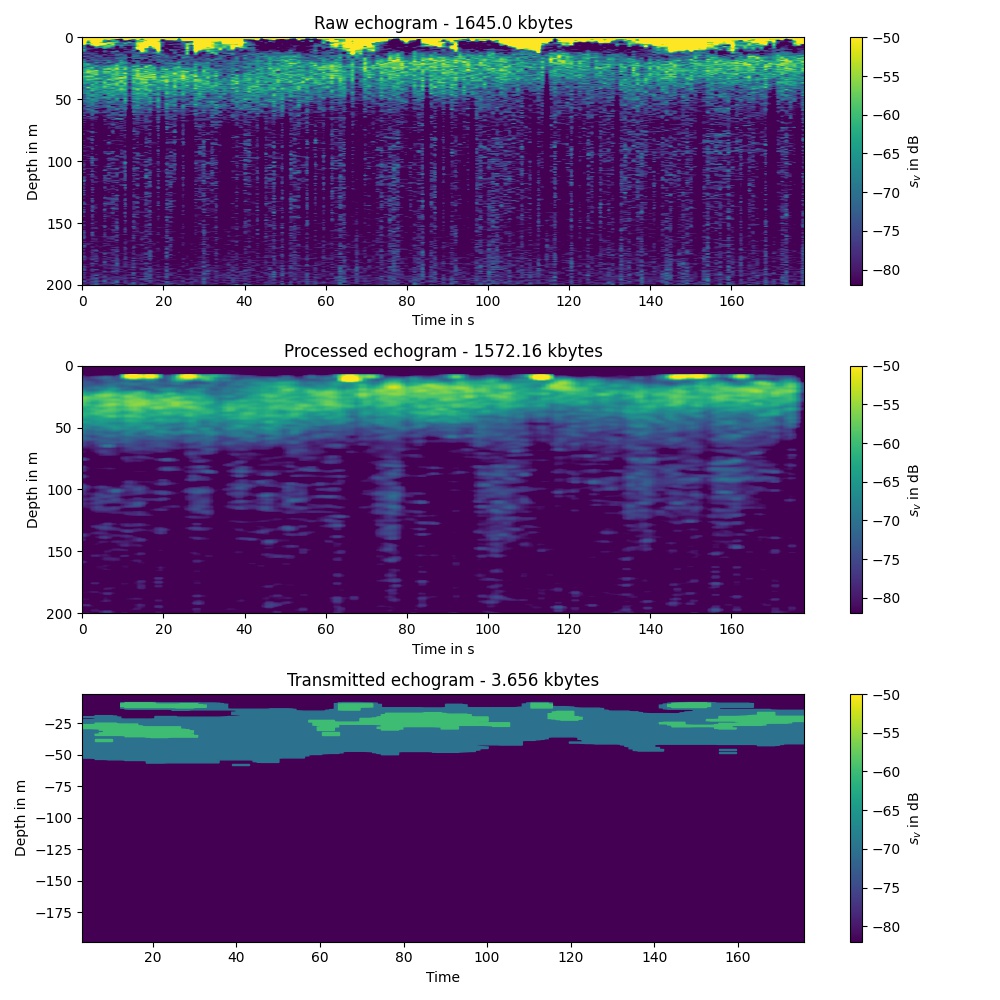 Raw echogram - 1645.0 kbytes
0
50
100
150
200
Depth in m
0 20 40 60 80 100 120 140 160
Time in s
−50
−55
−60
−65
−70
−75
−80
s_v in dB
Processed echogram - 1572.16 kbytes
0
50
100
150
200
Depth in m
0 20 40 60 80 100 120 140 160
Time in s
−50
−55
−60
−65
−70
−75
−80
s_v in dB
Transmitted echogram - 3.656 kbytes
−25
−50
−75
−100
−125
−150
−175
Depth in m
20 40 60 80 100 120 140 160
Time
−50
−55
−60
−65
−70
−75
−80
s_v in dB